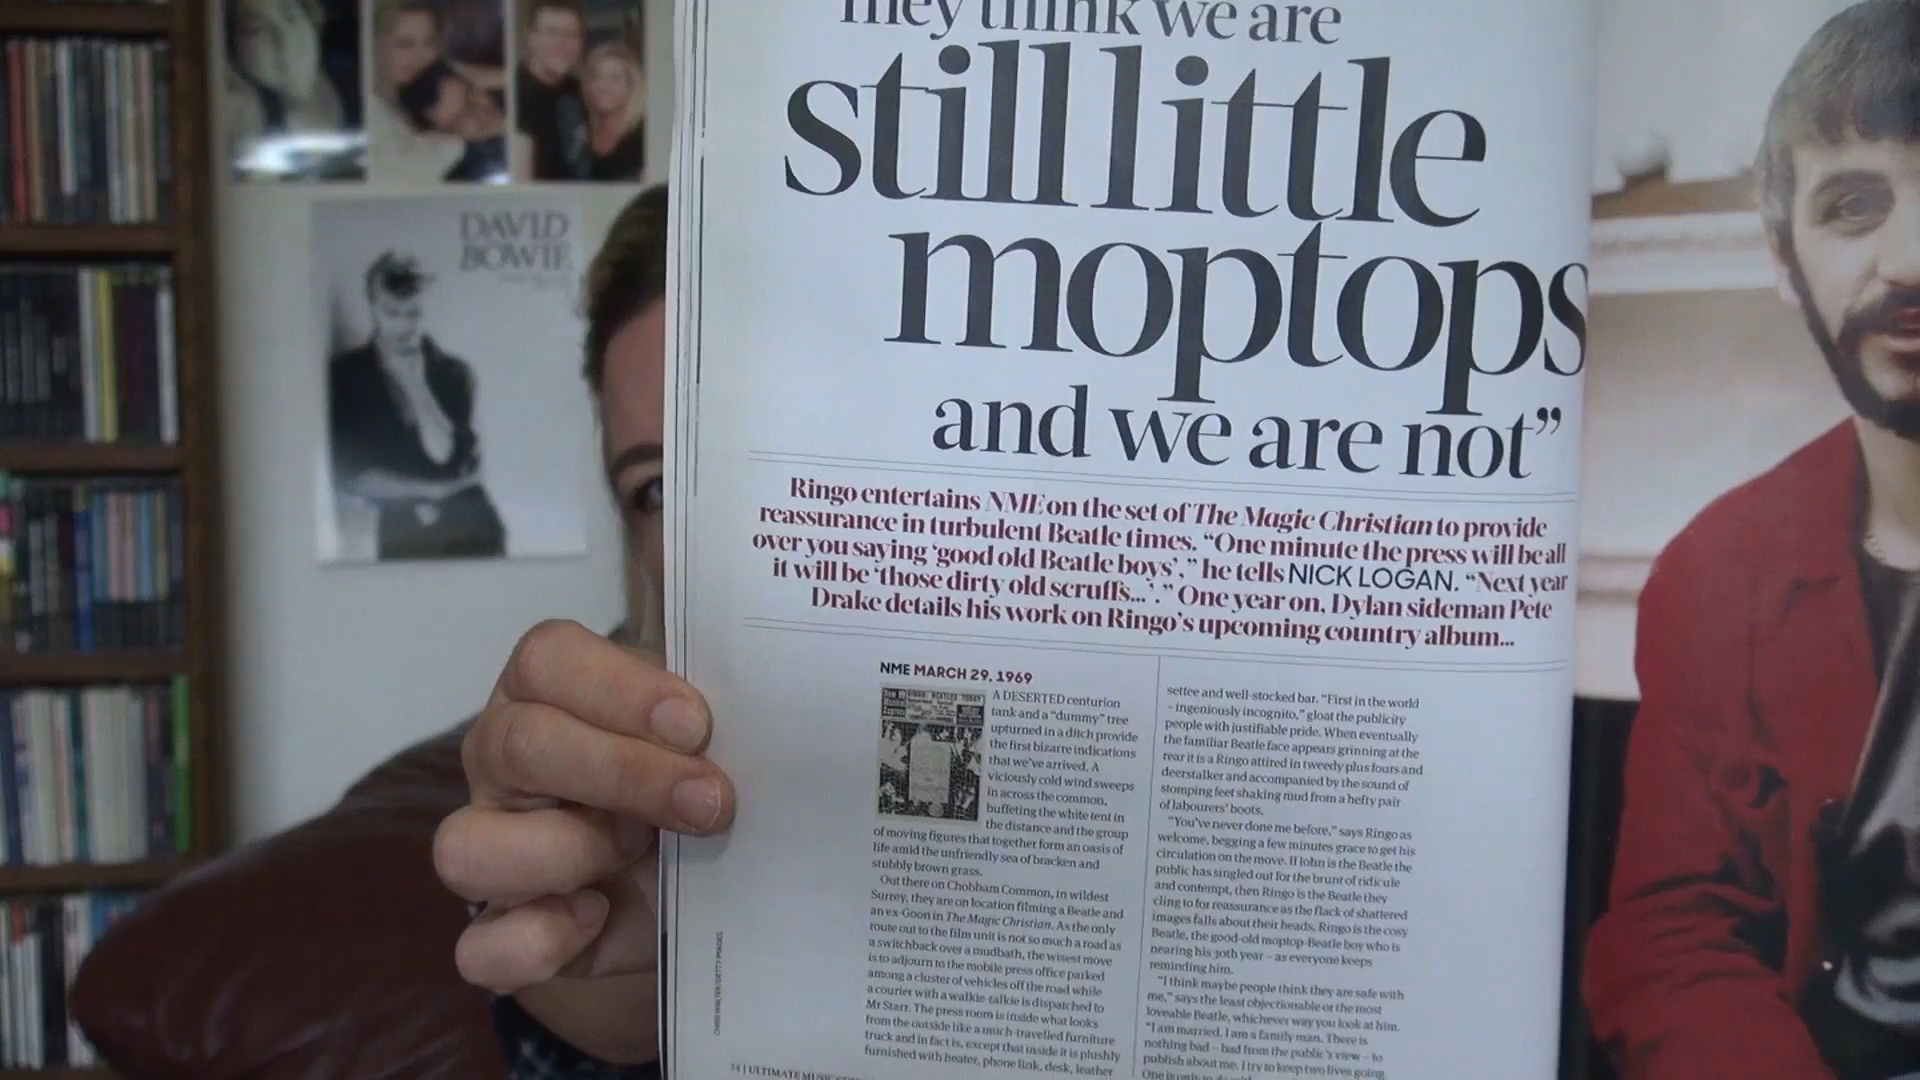 DAVID
BOWIE
They think we are
still little
moptops
and we are not”
Ringo entertains NME on the set of The Magic Christian to provide
reassurance in turbulent Beatle times. “One minute the press will be all
over you saying ‘good old Beatle boys’,” he tells NICK LOGAN. “Next year
it will be ‘those dirty old scruffs...’.” One year on, Dylan sideman Pete
Drake details his work on Ringo’s upcoming country album...
NME MARCH 29, 1969
A DESERTED centurion
tank and a “dummy” tree
upturned in a ditch provide
the first bizarre indications
that we’ve arrived. A
viciously cold wind sweeps
in across the common,
buffeting the white tent in
the distance and the group
of moving figures that together form an oasis of
life amid the unfriendly sea of bracken and
stubbly brown grass.
Out there on Chobham Common, in wildest
Surrey, they are on location filming a Beatle and
an ex-Goon in The Magic Christian. As the only
route out to the film unit is not so much a road as
a switchback over a mudbath, the wisest move
is to adjourn to the mobile press office parked
among a cluster of vehicles off the road while
a courier with a walkie-talkie is dispatched to
Mr Starr. The press room is inside what looks
from the outside like a much-travelled furniture
truck and in fact is, except that inside it is plushly
furnished with heater, phone link, desk, leather
settee and well-stocked bar. “First in the world
– ingeniously incognito,” gloat the publicity
people with justifiable pride. When eventually
the familiar Beatle face appears grinning at the
rear it is a Ringo attired in tweedy plus fours and
deerstalker and accompanied by the sound of
stomping feet shaking mud from a hefty pair
of labourers’ boots.
“You’ve never done me before,” says Ringo as
welcome, begging a few minutes grace to get his
circulation on the move. If John is the Beatle the
public has singled out for the brunt of ridicule
and contempt, then Ringo is the Beatle they
cling to for reassurance as the flack of shattered
images falls about their heads. Ringo is the cosy
Beatle, the good-old moptop-Beatle boy who is
nearing his 30th year – as everyone keeps
reminding him.
“I think maybe people think they are safe with
me,” says the least objectionable or the most
loveable Beatle, whichever way you look at him.
“I am married. I am a family man. There is
nothing bad – bad from the public’s view – to
publish about me. I try to keep two lives going.
CHRIS WALTER/GETTY IMAGES
34 | ULTIMATE MUSIC